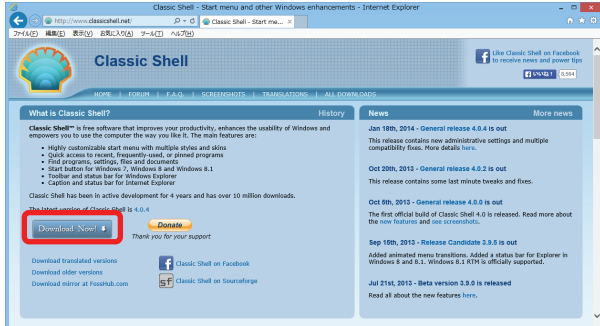 Classic Shell - Start menu and other Windows enhancements - Internet Explorer
http://www.classicshell.net/
Classic Shell - Start me...
ファイル(F) 編集(E) 表示(V) お気に入り(A) ツール(T) ヘルプ(H)
Classic Shell
Like Classic Shell on Facebook
to receive news and power tips
いいね! 8,564
HOME | FORUM | F.A.Q. | SCREENSHOTS | TRANSLATIONS | ALL DOWNLOADS
What is Classic Shell? History
Classic Shell™ is free software that improves your productivity, enhances the usability of Windows and
empowers you to use the computer the way you like it. The main features are:
• Highly customizable start menu with multiple styles and skins
• Quick access to recent, frequently-used, or pinned programs
• Find programs, settings, files and documents
• Start button for Windows 7, Windows 8 and Windows 8.1
• Toolbar and status bar for Windows Explorer
• Caption and status bar for Internet Explorer
Classic Shell has been in active development for 4 years and has over 10 million downloads.
The latest version of Classic Shell is 4.0.4
Download Now!
Donate
Thank you for your support
Download translated versions
Download older versions
Download mirror at FossHub.com
Classic Shell on Facebook
Classic Shell on Sourceforge
News More news
Jan 18th, 2014 - General release 4.0.4 is out
This release contains new administrative settings and multiple
compatibility fixes. More details here.
Oct 20th, 2013 - General release 4.0.2 is out
This release contains some last minute tweaks and fixes.
Oct 5th, 2013 - General release 4.0.0 is out
The first official build of Classic Shell 4.0 is released. Read more about
the new features and see screenshots.
Sep 15th, 2013 - Release Candidate 3.9.5 is out
Added animated menu transitions. Added a status bar for Explorer in
Windows 8 and 8.1. Windows 8.1 RTM is officially supported.
Jul 21st, 2013 - Beta version 3.9.0 is released
Read all about the new features here.